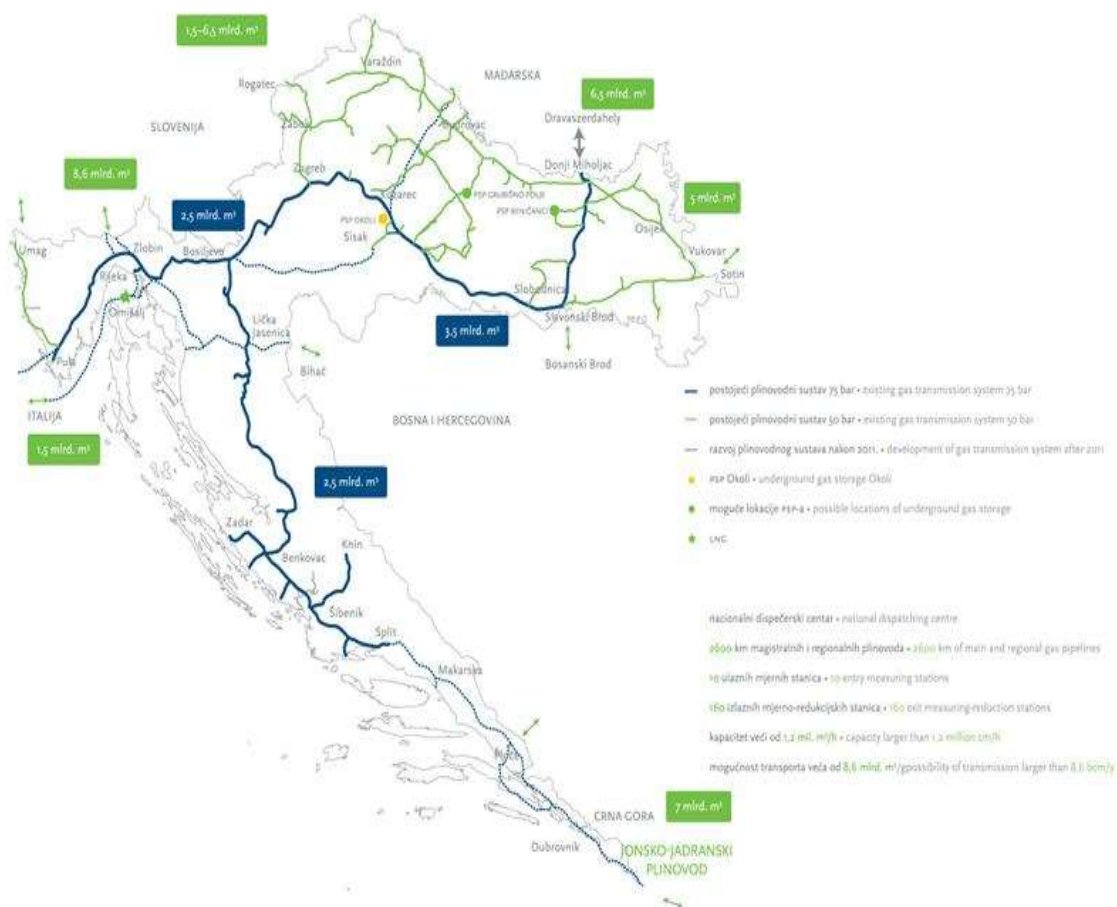 1,5–6,5 mlrd. m³
Varaždin
Rogatec
MAĐARSKA
6,5 mlrd. m³
Dravaszerdahely
SLOVENIJA
Zabok
Donji Miholjac
8,6 mlrd. m³
Zagreb
Kozarec
PSP GRUBIŠNO POLJE
5 mlrd. m³
2,5 mlrd. m³
PSP OKOLI
PSP BENIČANCI
Osijek
Umag
Zlobin
Bosiljevo
Sisak
Vukovar
Rijeka
Sotin
Omišalj
Slobodnica
Slavonski Brod
Lička
Jasenica
3,5 mlrd. m³
Pula
Bihać
Bosanski Brod
ITALIJA
BOSNA I HERCEGOVINA
1,5 mlrd. m³
2,5 mlrd. m³
Zadar
Benkovac
Knin
Šibenik
Split
Makarska
Dubrovnik
CRNA GORA
7 mlrd. m³
JONSKO-JADRANSKI
PLINOVOD
postojeći plinovodni sustav 75 bar • existing gas transmission system 75 bar
postojeći plinovodni sustav 50 bar • existing gas transmission system 50 bar
razvoj plinovodnog sustava nakon 2011. • development of gas transmission system after 2011
PSP Okoli • underground gas storage Okoli
moguće lokacije PSP-a • possible locations of underground gas storage
LNG
nacionalni dispečerski centar • national dispatching centre
2600 km magistralnih i regionalnih plinovoda • 2600 km of main and regional gas pipelines
10 ulaznih mjernih stanica • 10 entry measuring stations
160 izlaznih mjerno-redukcijskih stanica • 160 exit measuring-reduction stations
kapacitet veći od 1,2 mil. m³/h • capacity larger than 1,2 million cm/h
mogućnost transporta veća od 8,6 mlrd. m³/gpossibility of transmission larger than 8,6 bcm/y